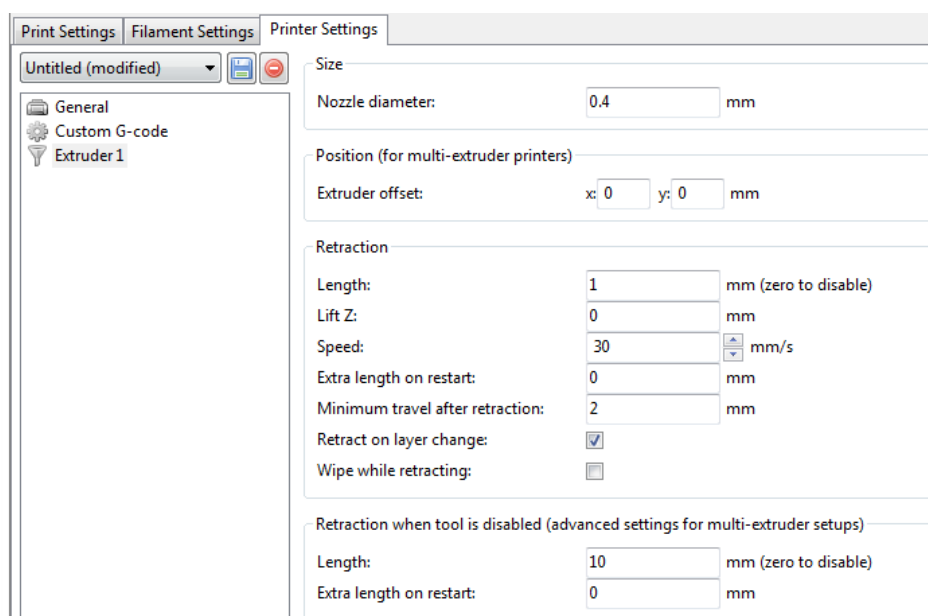 Print Settings Filament Settings Printer Settings
Untitled (modified)
General
Custom G-code
Extruder 1
Size
Nozzle diameter: 0.4 mm
Position (for multi-extruder printers)
Extruder offset: x: 0 y: 0 mm
Retraction
Length: 1 mm (zero to disable)
Lift Z: 0 mm
Speed: 30 mm/s
Extra length on restart: 0 mm
Minimum travel after retraction: 2 mm
Retract on layer change:
Wipe while retracting:
Retraction when tool is disabled (advanced settings for multi-extruder setups)
Length: 10 mm (zero to disable)
Extra length on restart: 0 mm